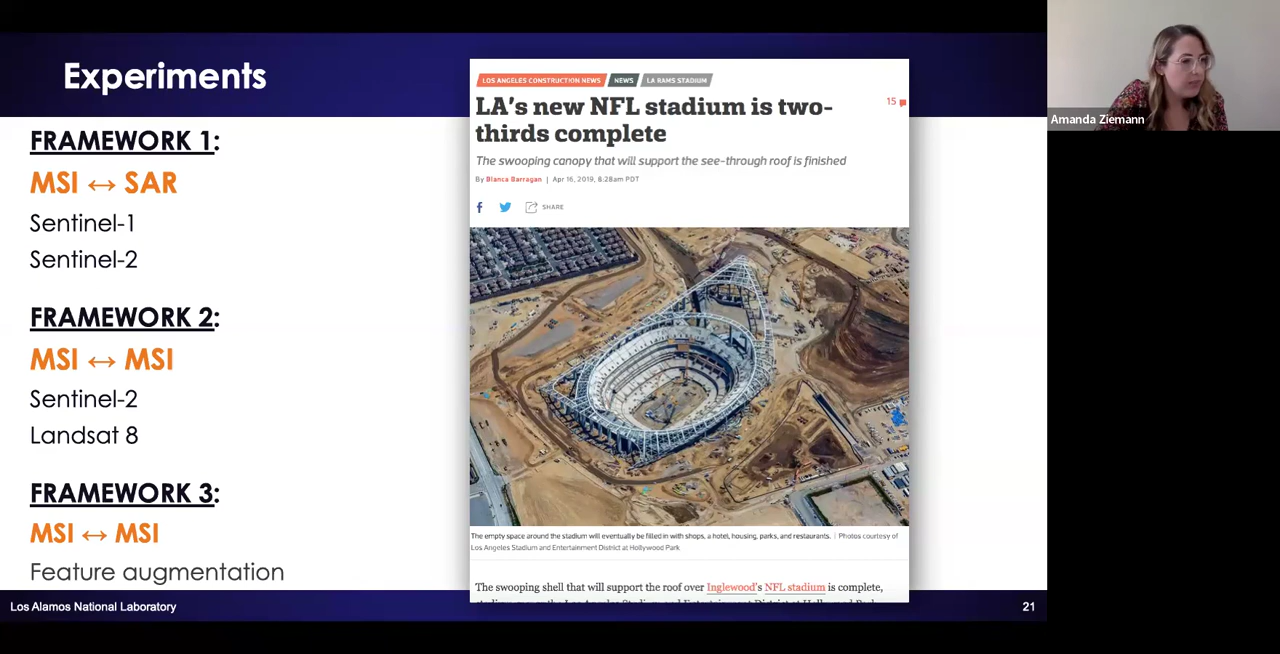 Experiments
FRAMEWORK 1:
MSI ↔ SAR
Sentinel-1
Sentinel-2
FRAMEWORK 2:
MSI ↔ MSI
Sentinel-2
Landsat 8
FRAMEWORK 3:
MSI ↔ MSI
Feature augmentation
LOS ANGELES CONSTRUCTION NEWS NEWS LA RAMS STADIUM
LA's new NFL stadium is two-
thirds complete
15
The swooping canopy that will support the see-through roof is finished
By Bianca Barragan | Apr 16, 2019, 8:28am PDT
SHARE
The empty space around the stadium will eventually be filled in with shops, a hotel, housing, parks, and restaurants. | Photos courtesy of
Los Angeles Stadium and Entertainment District at Hollywood Park
The swooping shell that will support the roof over Inglewood's NFL stadium is complete,
Los Alamos National Laboratory
21
Amanda Ziemann